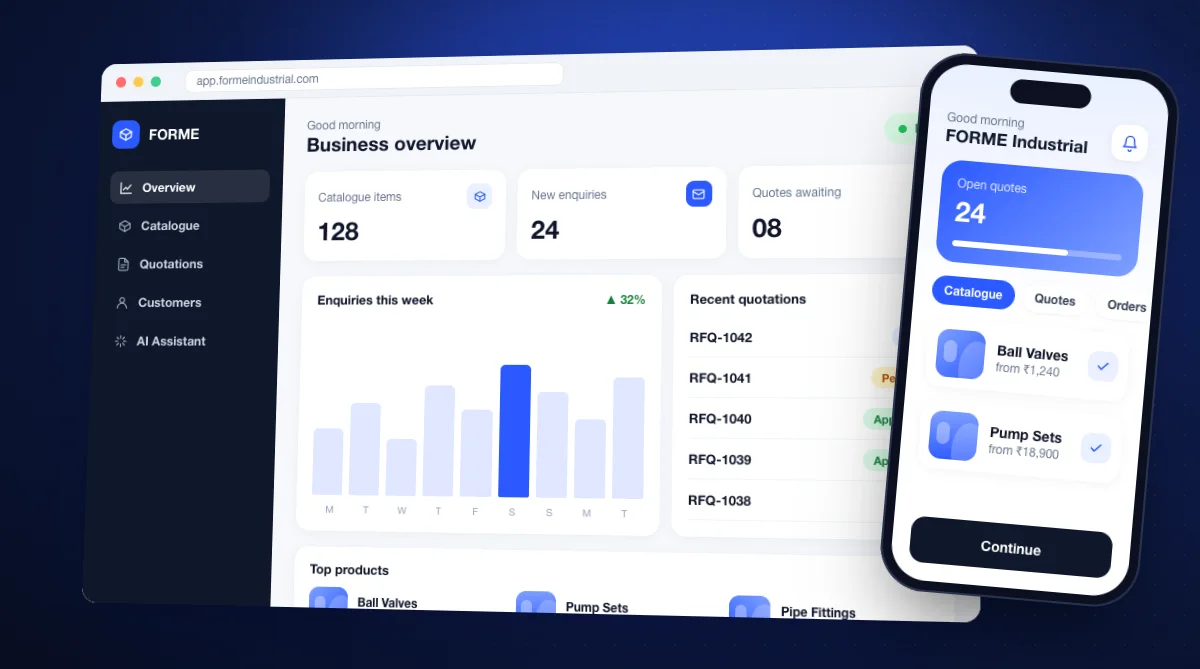 app.formeindustrial.com
FORME
Overview
Catalogue
Quotations
Customers
AI Assistant
Good morning
Business overview
Catalogue items
128
New enquiries
24
Quotes awaiting
08
Enquiries this week
▲ 32%
M T W T F S S M T
Recent quotations
RFQ-1042
RFQ-1041
RFQ-1040
RFQ-1039
RFQ-1038
Top products
Ball Valves
Pump Sets
Pipe Fittings
Good morning
FORME Industrial
Open quotes
24
Catalogue
Quotes
Orders
Ball Valves
from ₹1,240
Pump Sets
from ₹18,900
Continue